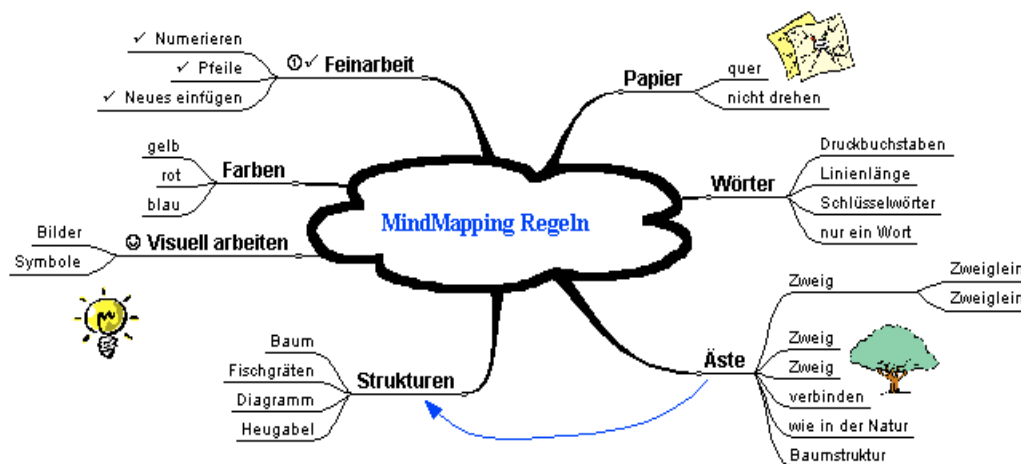 MindMapping Regeln
① ✓ Feinarbeit
✓ Numerieren
✓ Pfeile
✓ Neues einfügen
Farben
gelb
rot
blau
☺ Visuell arbeiten
Bilder
Symbole
Strukturen
Baum
Fischgräten
Diagramm
Heugabel
Papier
quer
nicht drehen
Wörter
Druckbuchstaben
Linienlänge
Schlüsselwörter
nur ein Wort
Äste
Zweig
Zweiglein
Zweiglein
Zweig
Zweig
verbinden
wie in der Natur
Baumstruktur